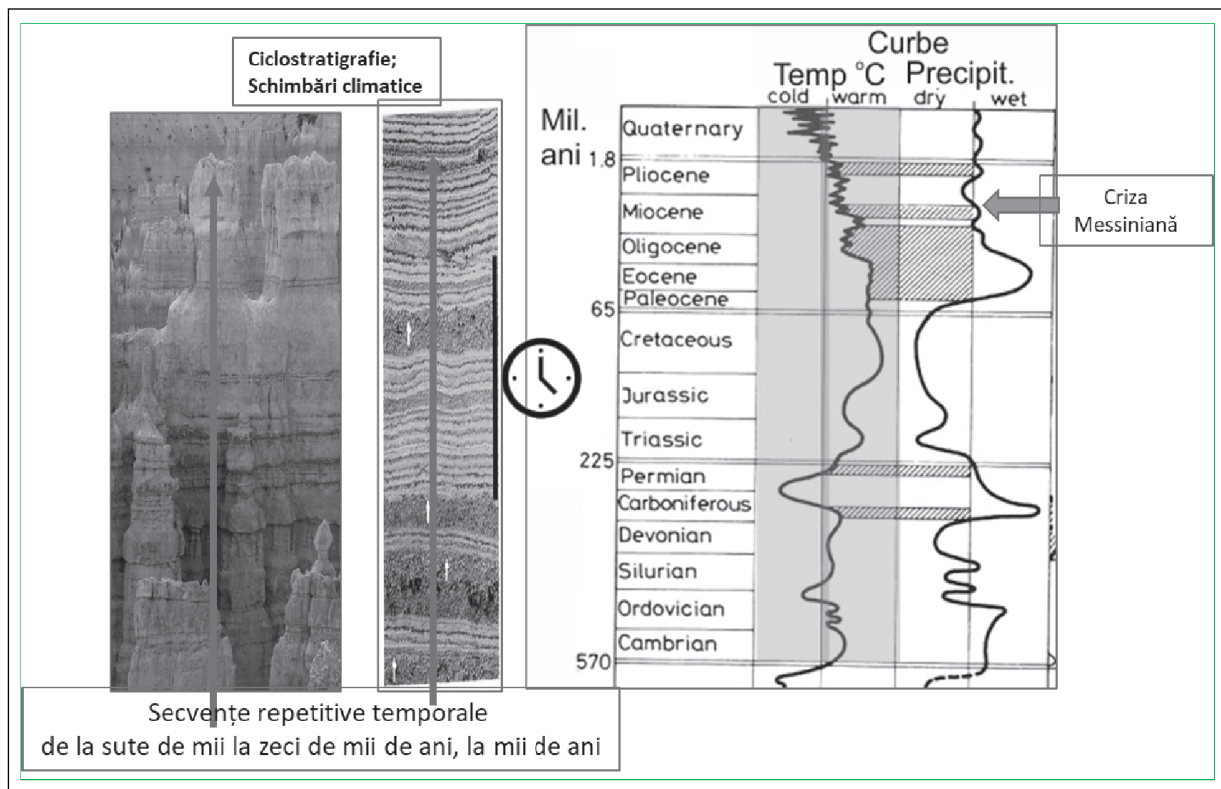 Ciclostratigrafie;
Schimbări climatice
Curbe
Temp °C Precipit.
cold warm dry wet
Mil.
ani
Quaternary
1.8
Pliocene
Miocene
Oligocene
Eocene
Paleocene
65
Cretaceous
Jurassic
Triassic
225
Permian
Carboniferous
Devonian
Silurian
Ordovician
Cambrian
570
Criza
Messiniană
Secvențe repetitive temporale
de la sute de mii la zeci de mii de ani, la mii de ani